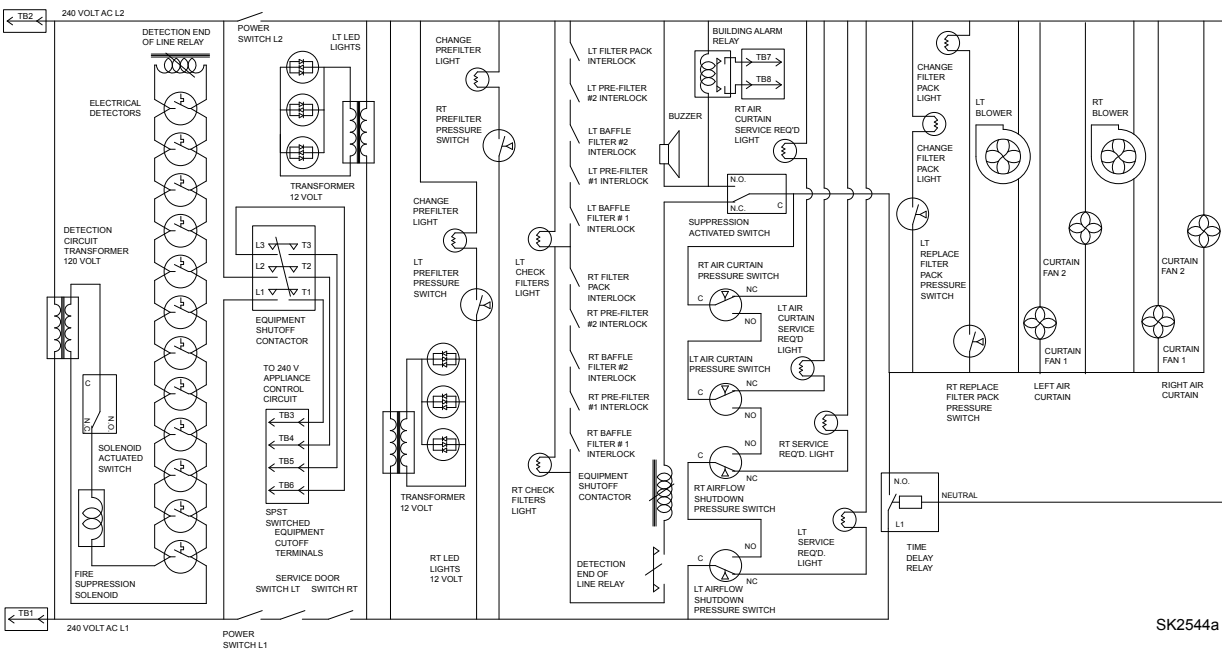 TB2
240 VOLT AC L2
POWER
SWITCH L2
DETECTION END
OF LINE RELAY
LT LED
LIGHTS
ELECTRICAL
DETECTORS
TRANSFORMER
12 VOLT
DETECTION
CIRCUIT
TRANSFORMER
120 VOLT
L3
T3
L2
T2
L1
T1
EQUIPMENT
SHUTOFF
CONTACTOR
TO 240 V
APPLIANCE
CONTROL
CIRCUIT
TB3
TB4
TB5
TB6
SPST
SWITCHED
EQUIPMENT
CUTOFF
TERMINALS
C
N.C.
N.O.
SOLENOID
ACTUATED
SWITCH
FIRE
SUPPRESSION
SOLENOID
SERVICE DOOR
SWITCH LT
SWITCH RT
TB1
240 VOLT AC L1
POWER
SWITCH L1
CHANGE
PREFILTER
LIGHT
RT
PREFILTER
PRESSURE
SWITCH
CHANGE
PREFILTER
LIGHT
LT
PREFILTER
PRESSURE
SWITCH
TRANSFORMER
12 VOLT
RT LED
LIGHTS
12 VOLT
LT FILTER PACK
INTERLOCK
LT PRE-FILTER
#2 INTERLOCK
LT BAFFLE
FILTER #2
INTERLOCK
LT PRE-FILTER
#1 INTERLOCK
LT BAFFLE
FILTER # 1
INTERLOCK
LT
CHECK
FILTERS
LIGHT
RT FILTER
PACK
INTERLOCK
RT PRE-FILTER
#2 INTERLOCK
RT BAFFLE
FILTER #2
INTERLOCK
RT PRE-FILTER
#1 INTERLOCK
RT BAFFLE
FILTER # 1
INTERLOCK
RT CHECK
FILTERS
LIGHT
EQUIPMENT
SHUTOFF
CONTACTOR
DETECTION
END OF
LINE RELAY
BUILDING ALARM
RELAY
TB7
TB8
BUZZER
RT AIR
CURTAIN
SERVICE REQ'D
LIGHT
N.O.
N.C.
C
SUPPRESSION
ACTIVATED SWITCH
RT AIR CURTAIN
PRESSURE SWITCH
C
NC
NO
LT AIR
CURTAIN
SERVICE
REQ'D
LIGHT
LT AIR CURTAIN
PRESSURE SWITCH
C
NC
NO
RT SERVICE
REQ'D. LIGHT
NO
C
NC
RT AIRFLOW
SHUTDOWN
PRESSURE SWITCH
LT
SERVICE
REQ'D.
LIGHT
NO
C
NC
LT AIRFLOW
SHUTDOWN
PRESSURE SWITCH
CHANGE
FILTER
PACK
LIGHT
CHANGE
FILTER
PACK
LIGHT
LT
REPLACE
FILTER
PACK
PRESSURE
SWITCH
RT REPLACE
FILTER PACK
PRESSURE
SWITCH
LT
BLOWER
RT
BLOWER
CURTAIN
FAN 2
CURTAIN
FAN 2
CURTAIN
FAN 1
CURTAIN
FAN 1
LEFT AIR
CURTAIN
RIGHT AIR
CURTAIN
N.O.
L1
NEUTRAL
TIME
DELAY
RELAY
SK2544a